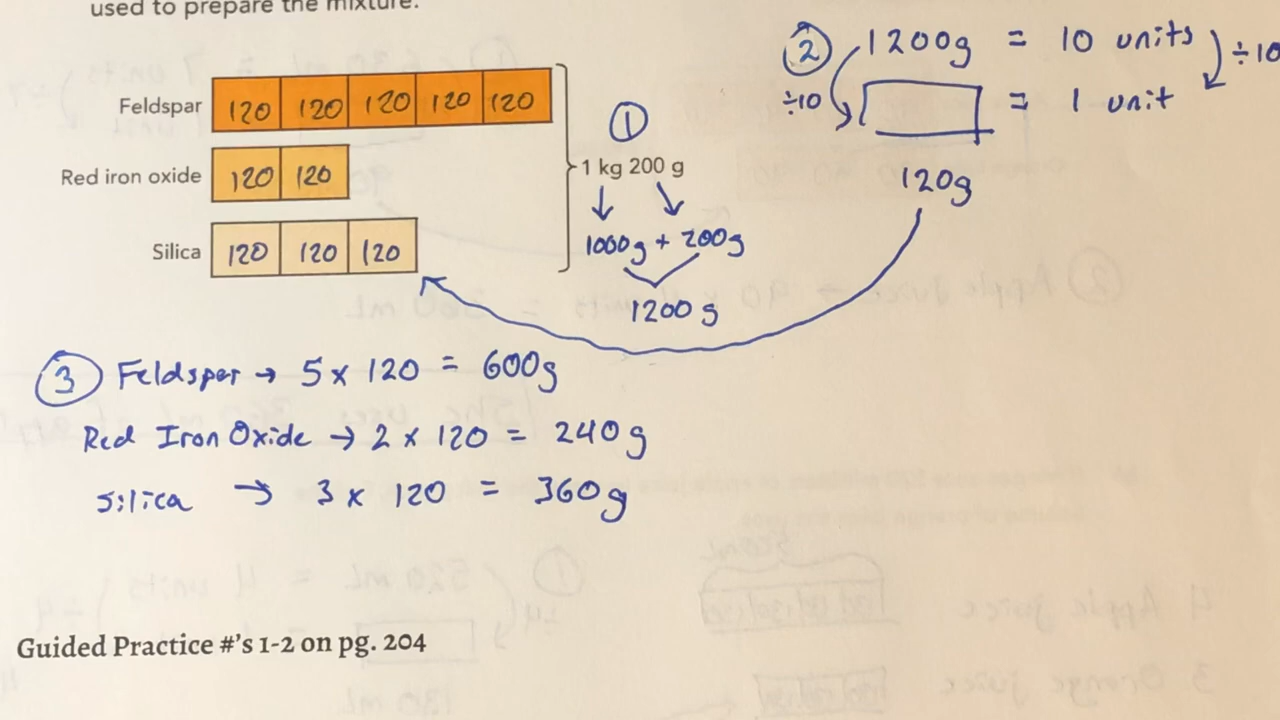 used to prepare the mixture.
② 1200g = 10 units ÷10
÷10 = 1 unit
120g
Feldspar 120 120 120 120 120
①
Red iron oxide 120 120
1 kg 200 g
Silica 120 120 120
1000g + 200g
1200g
③ Feldspar → 5 x 120 = 600g
Red Iron Oxide → 2 x 120 = 240g
Silica → 3 x 120 = 360g
Guided Practice #'s 1-2 on pg. 204